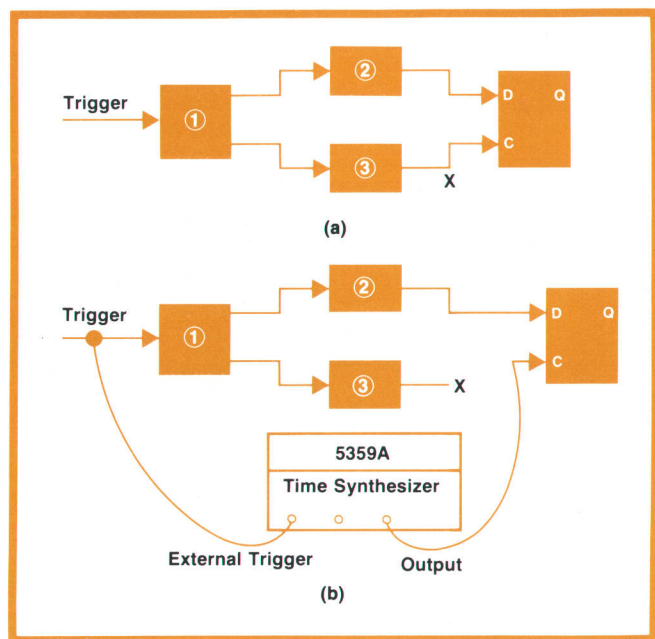 ②
Trigger
①
D Q
C
③
X
(a)
②
Trigger
①
D Q
C
③
X
5359A
Time Synthesizer
External Trigger
Output
(b)